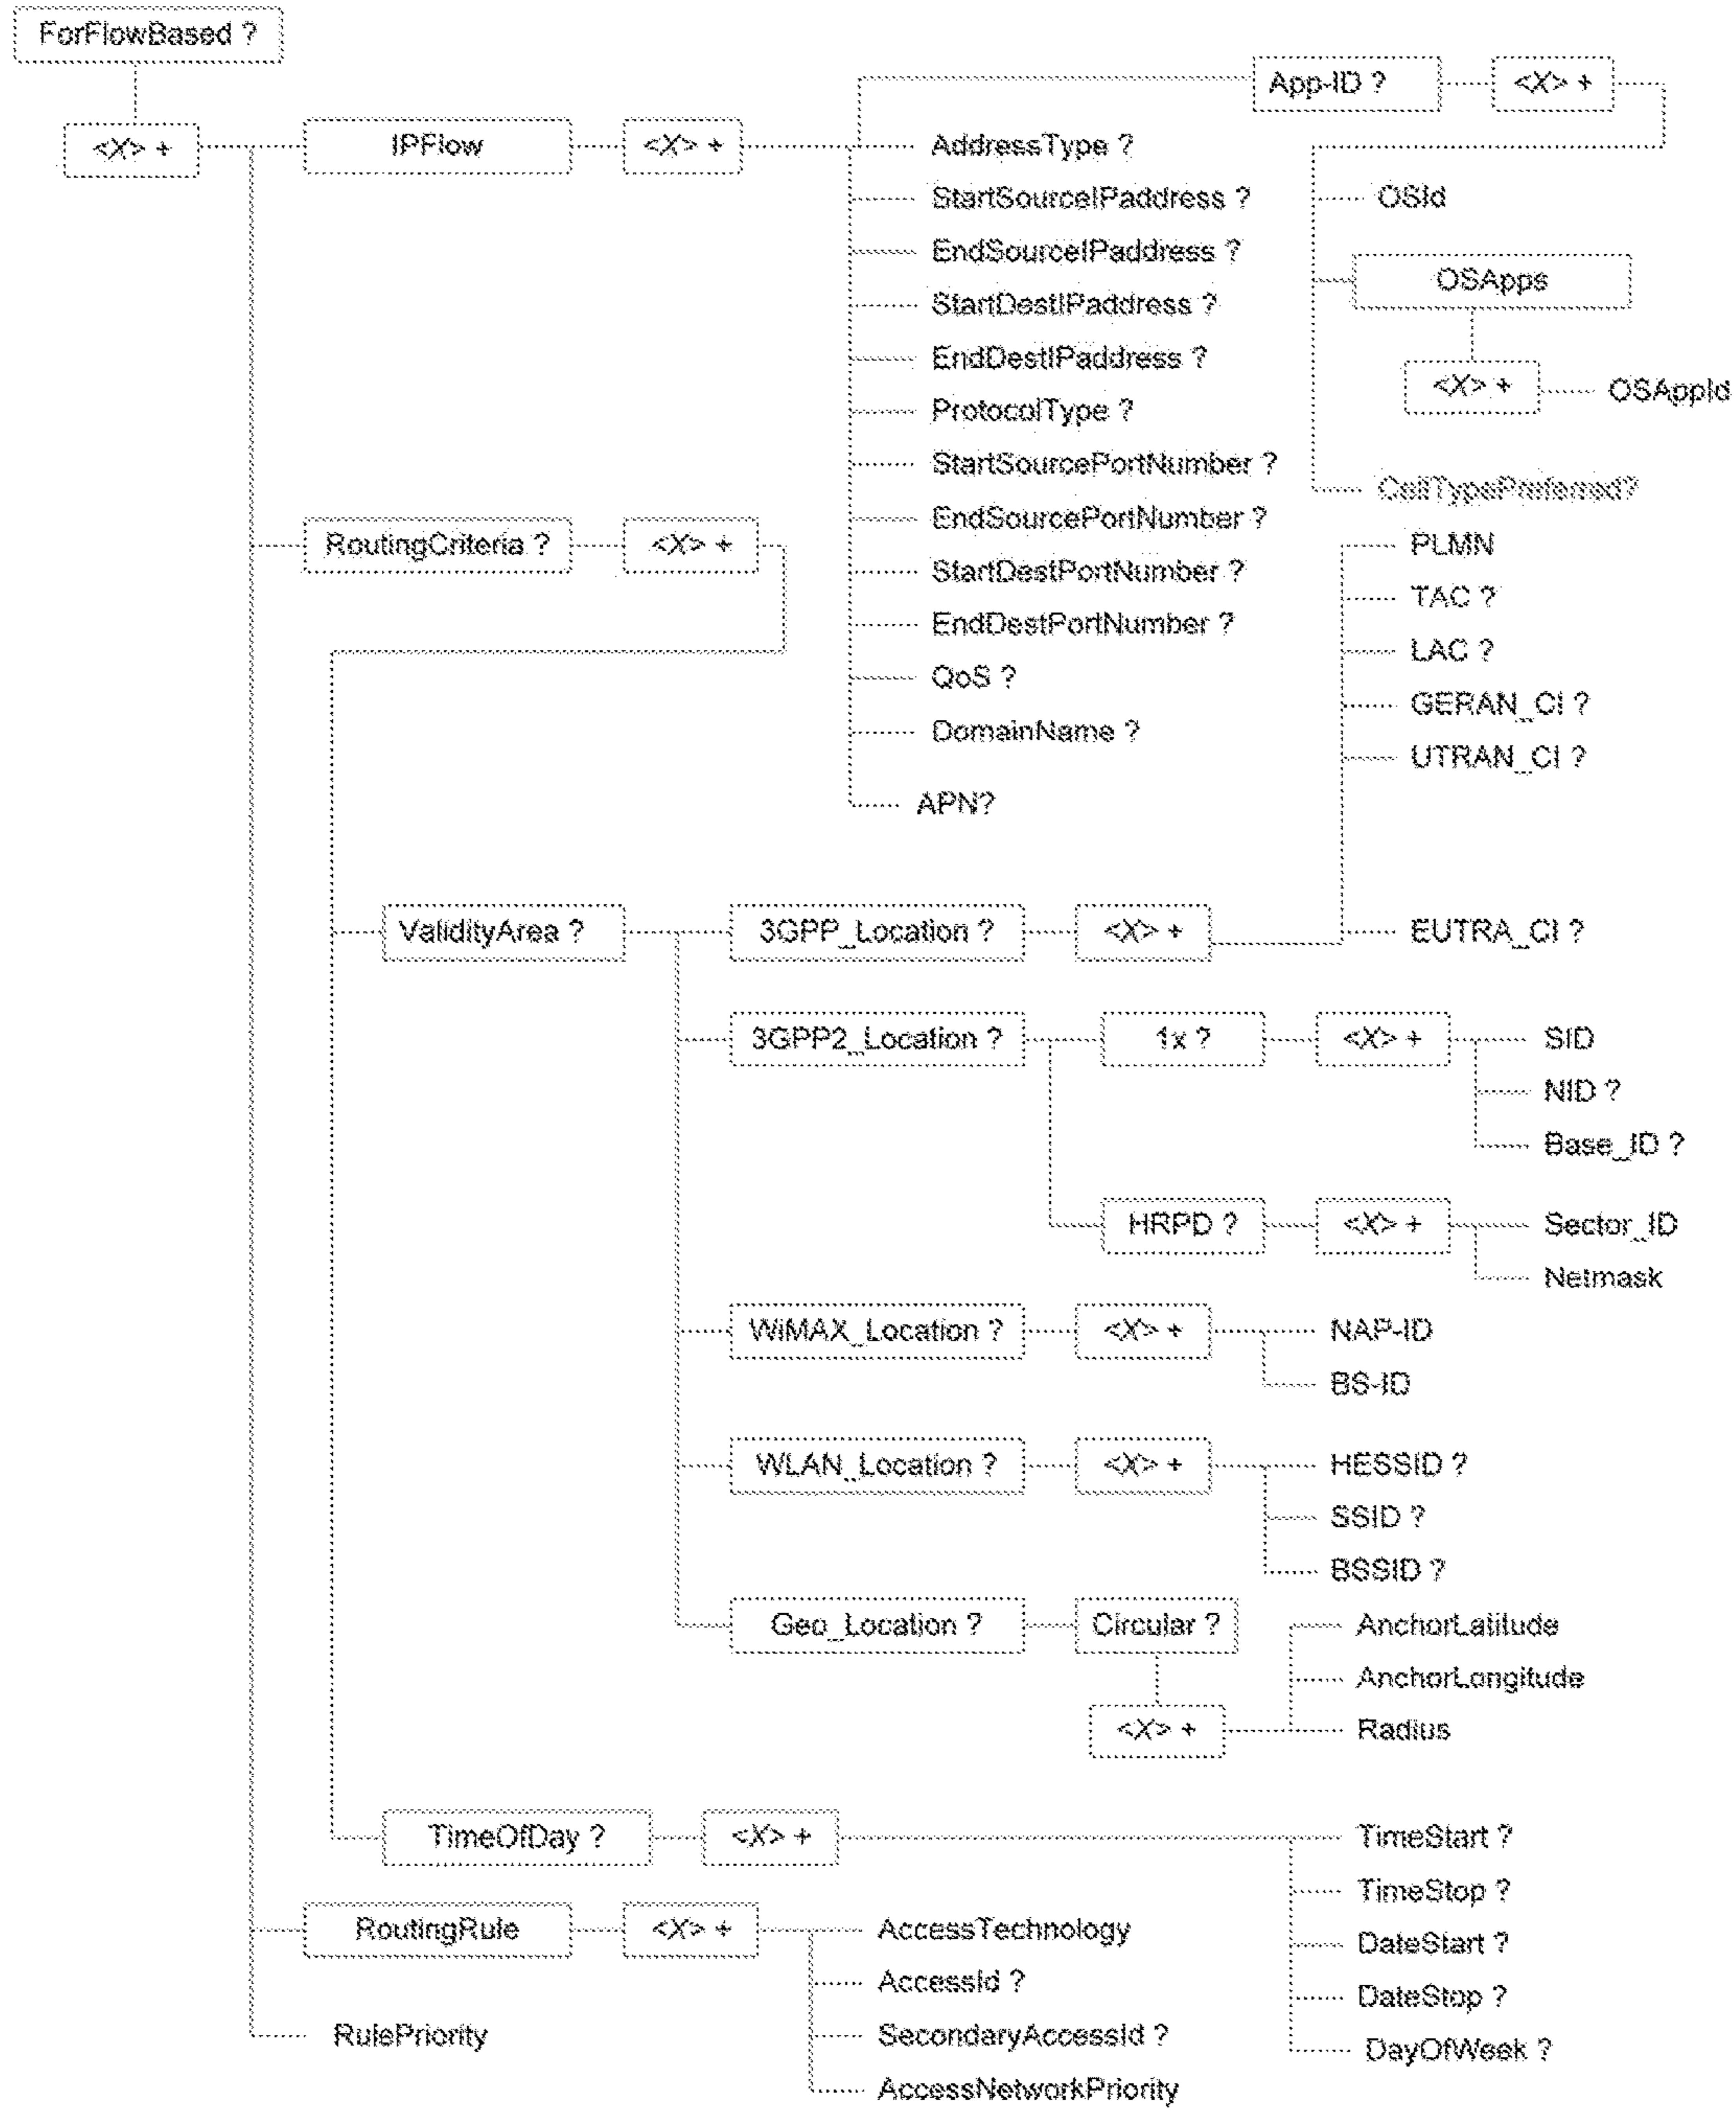 ForFlowBased ?
<X> +
IPFlow
<X> +
App-ID ?
<X> +
AddressType ?
StartSourceIPaddress ?
EndSourceIPaddress ?
StartDestIPaddress ?
EndDestIPaddress ?
ProtocolType ?
StartSourcePortNumber ?
EndSourcePortNumber ?
StartDestPortNumber ?
EndDestPortNumber ?
QoS ?
DomainName ?
APN?
OSId
OSApps
<X> +
OSAppId
CellTypePreferred?
RoutingCriteria ?
<X> +
PLMN
TAC ?
LAC ?
GERAN_CI ?
UTRAN_CI ?
EUTRA_CI ?
ValidityArea ?
3GPP_Location ?
<X> +
3GPP2_Location ?
1x ?
<X> +
SID
NID ?
Base_ID ?
HRPD ?
<X> +
Sector_ID
Netmask
WiMAX_Location ?
<X> +
NAP-ID
BS-ID
WLAN_Location ?
<X> +
HESSID ?
SSID ?
BSSID ?
Geo_Location ?
Circular ?
<X> +
AnchorLatitude
AnchorLongitude
Radius
TimeOfDay ?
<X> +
TimeStart ?
TimeStop ?
DateStart ?
DateStop ?
DayOfWeek ?
RoutingRule
<X> +
AccessTechnology
AccessId ?
SecondaryAccessId ?
AccessNetworkPriority
RulePriority